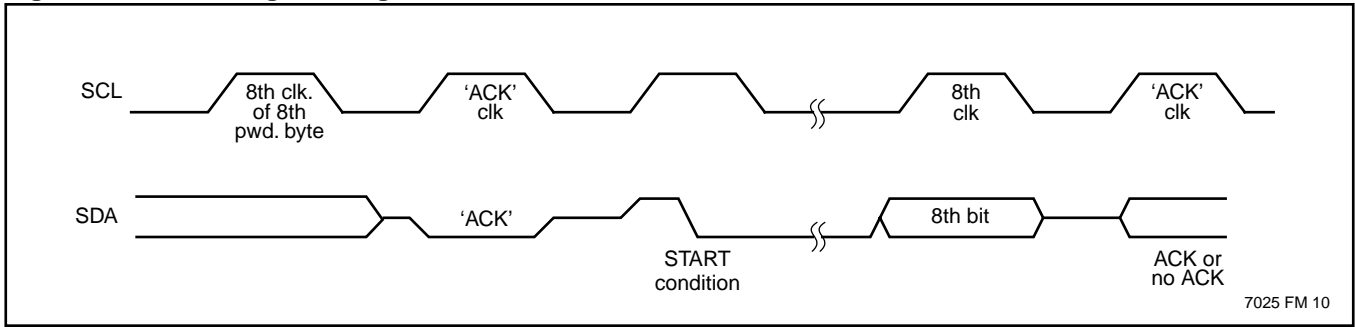 SCL
8th clk.
of 8th
pwd. byte
'ACK'
clk
8th
clk
'ACK'
clk
SDA
'ACK'
START
condition
8th bit
ACK or
no ACK
7025 FM 10